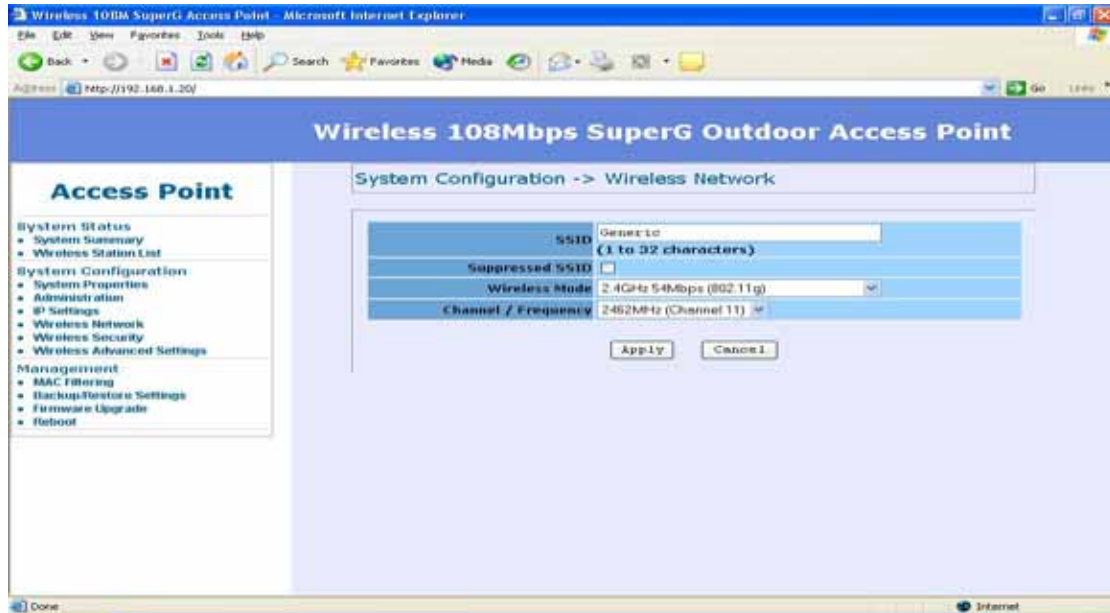 Wireless 108M SuperG Access Point - Microsoft Internet Explorer
File Edit View Favorites Tools Help
Back Search Favorites Media
Address http://192.168.1.20/ Go Links
Wireless 108Mbps SuperG Outdoor Access Point
Access Point
System Status
System Summary
Wireless Station List
System Configuration
System Properties
Administration
IP Settings
Wireless Network
Wireless Security
Wireless Advanced Settings
Management
MAC Filtering
Backup/Restore Settings
Firmware Upgrade
Reboot
System Configuration -> Wireless Network
SSID Generic
(1 to 32 characters)
Suppressed SSID
Wireless Mode 2.4GHz 54Mbps (802.11g)
Channel / Frequency 2462MHz (Channel 11)
Apply Cancel
Done Internet